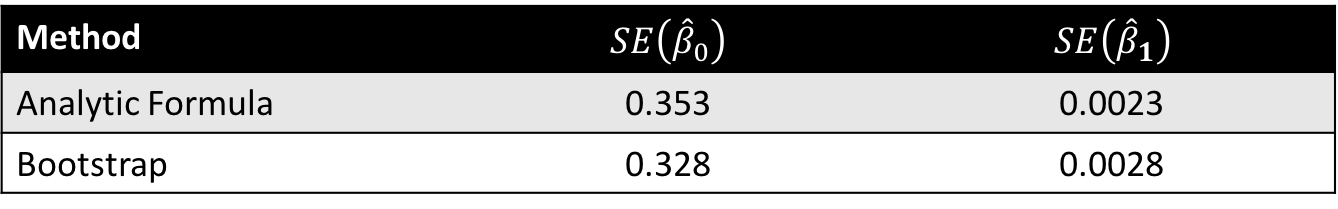 Method SE(β̂₀) SE(β̂₁)
Analytic Formula 0.353 0.0023
Bootstrap 0.328 0.0028